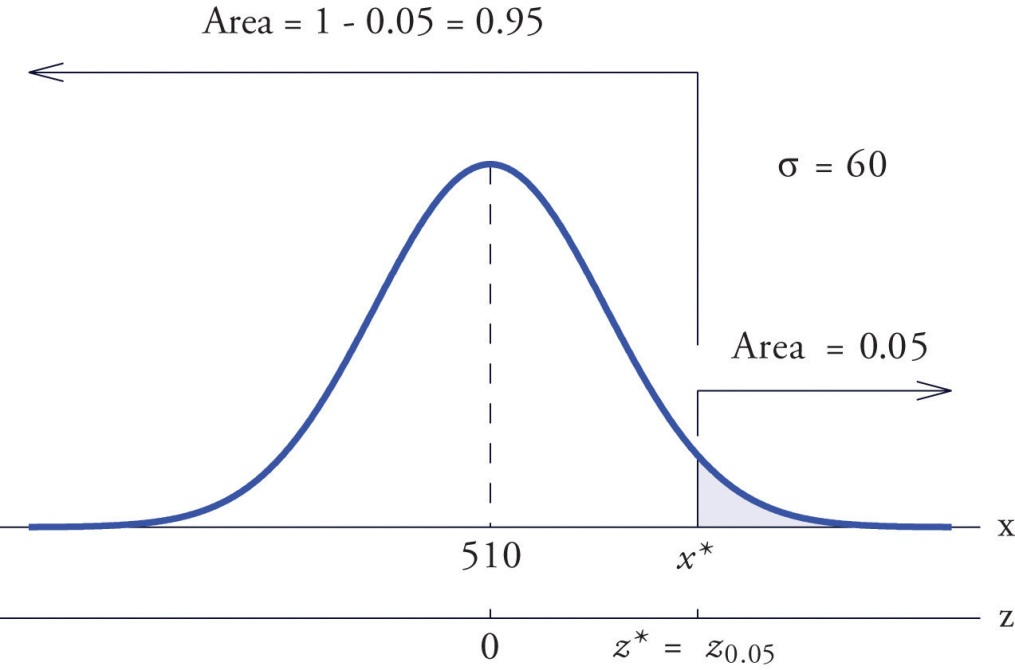 Area = 1 - 0.05 = 0.95
σ = 60
Area = 0.05
x
510
x*
z
0
z* = z₀.₀₅